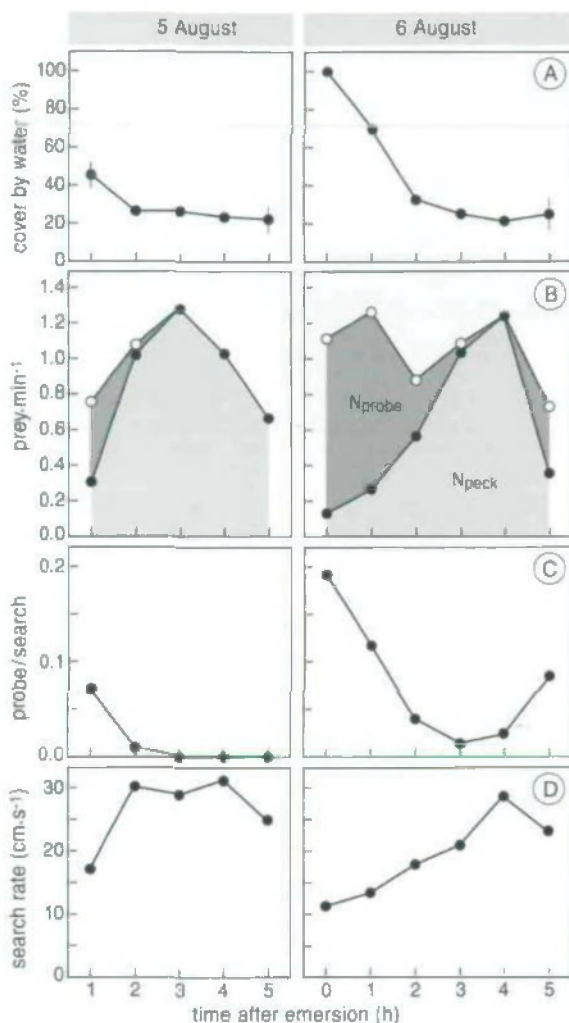 5 August
6 August
cover by water (%)
100
80
60
40
20
0
A
prey·min-1
1.4
1.2
1.0
0.8
0.6
0.4
0.2
0.0
B
Nprobe
Npeck
probe/search
0.2
0.1
0.0
C
search rate (cm·s-1)
30
20
10
0
D
1 2 3 4 5
0 1 2 3 4 5
time after emersion (h)